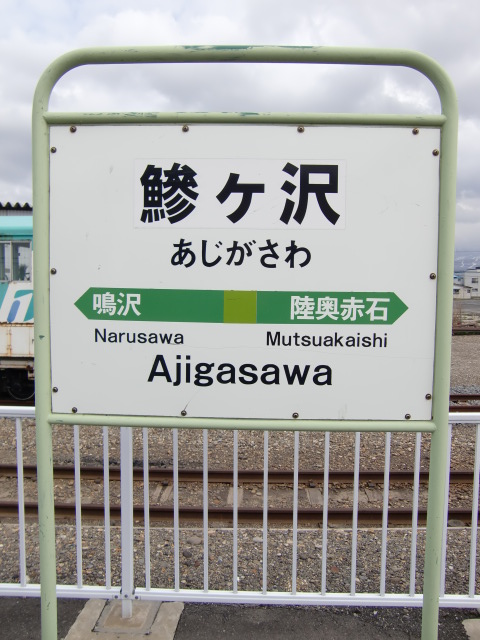 鰺ヶ沢
あじがさわ
鳴沢 陸奥赤石
Narusawa Mutsuakaishi
Ajigasawa